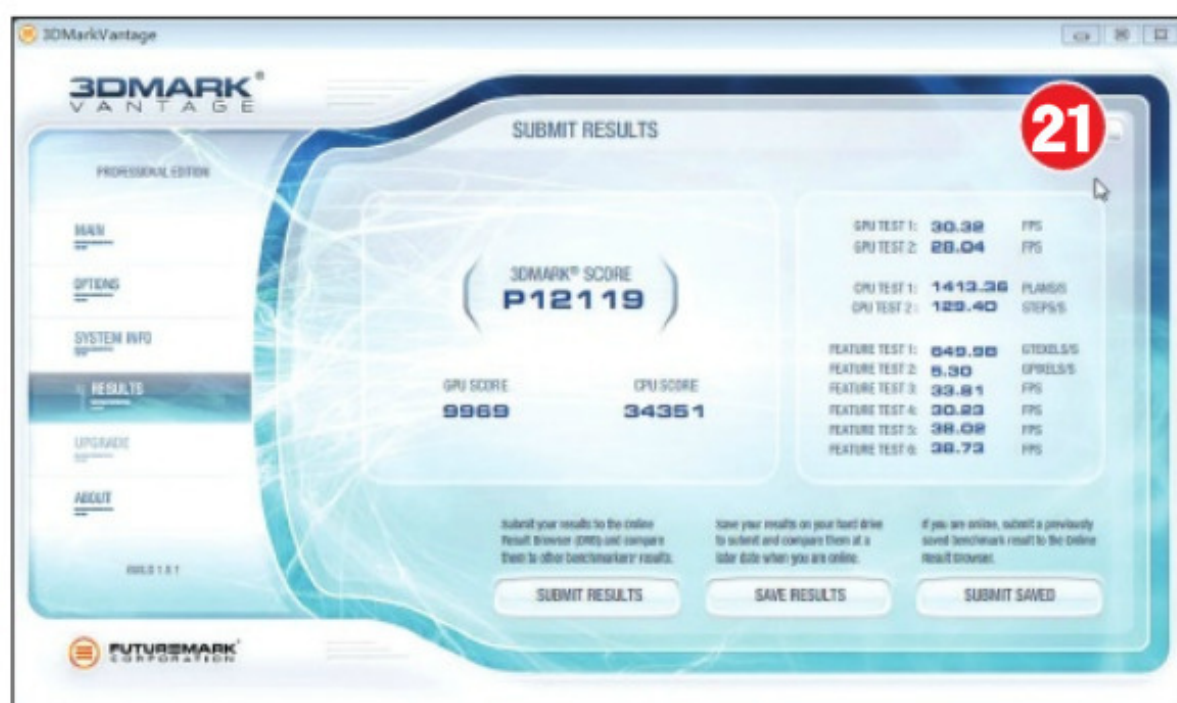 3DMarkVantage
3DMARK®
VANTAGE
21
SUBMIT RESULTS
PROFESSIONAL EDITION
MAIN
OPTIONS
SYSTEM INFO
RESULTS
UPGRADE
ABOUT
BUILD 1.0.1
3DMARK® SCORE
P12119
GPU SCORE CPU SCORE
9969 34351
GPU TEST 1: 30.32 FPS
GPU TEST 2: 28.04 FPS
CPU TEST 1: 1413.36 PLANS/S
CPU TEST 2: 129.40 STEPS/S
FEATURE TEST 1: 649.98 GTEXELS/S
FEATURE TEST 2: 5.30 GPIXELS/S
FEATURE TEST 3: 33.81 FPS
FEATURE TEST 4: 30.23 FPS
FEATURE TEST 5: 38.02 FPS
FEATURE TEST 6: 38.73 FPS
Submit your results to the Online
Result Browser (ORB) and compare
them to other benchmarkers' results.
Save your results on your hard drive
to submit and compare them at a
later date when you are online.
If you are online, submit a previously
saved benchmark result to the Online
Result Browser.
SUBMIT RESULTS SAVE RESULTS SUBMIT SAVED
FUTUREMARK
CORPORATION